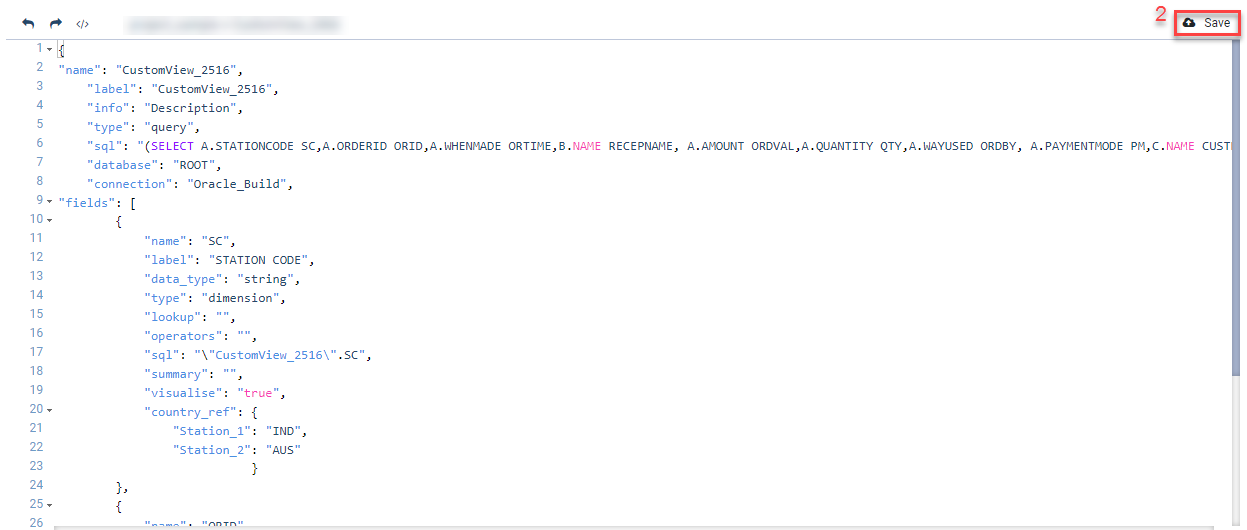 </> 2 Save
1 {
2 "name": "CustomView_2516",
3 "label": "CustomView_2516",
4 "info": "Description",
5 "type": "query",
6 "sql": "(SELECT A.STATIONCODE SC,A.ORDERID ORID,A.WHENMADE ORTIME,B.NAME RECEPNAME, A.AMOUNT ORDVAL,A.QUANTITY QTY,A.WAYUSED ORDBY, A.PAYMENTMODE PM,C.NAME
7 "database": "ROOT",
8 "connection": "Oracle_Build",
9 "fields": [
10 {
11 "name": "SC",
12 "label": "STATION CODE",
13 "data_type": "string",
14 "type": "dimension",
15 "lookup": "",
16 "operators": "",
17 "sql": "\"CustomView_2516\".SC",
18 "summary": "",
19 "visualise": "true",
20 "country_ref": {
21 "Station_1": "IND",
22 "Station_2": "AUS"
23 }
24 },
25 {
26 "name": "ORID"